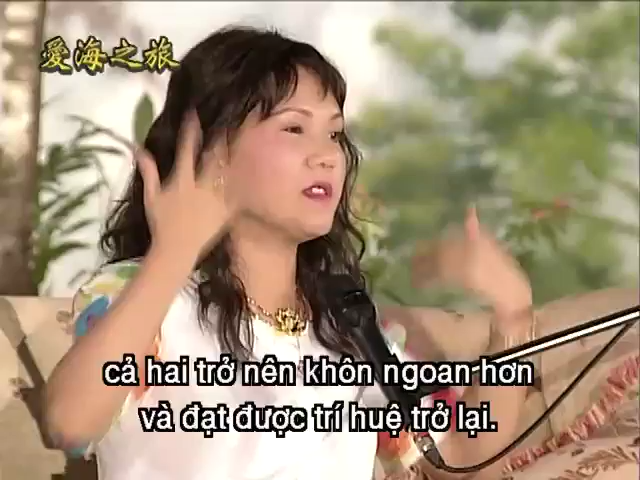 愛海之旅
cả hai trở nên khôn ngoan hơn
và đạt được trí huệ trở lại.